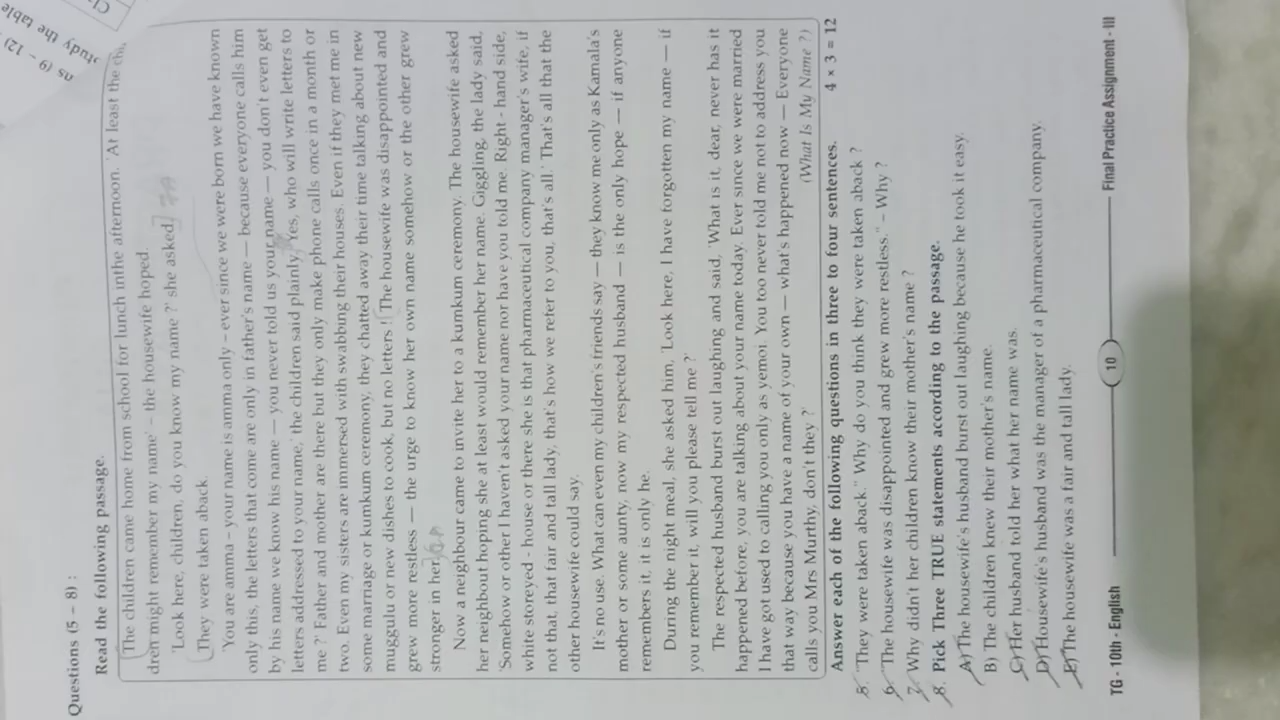 as (9 – 12)
Study the table
Cl
Questions (5 – 8) :
Read the following passage.
The children came home from school for lunch inthe afternoon. 'At least the
dren might remember my name' – the housewife hoped.
'Look here, children, do you know my name ?' she asked.
They were taken aback.
'You are amma – your name is amma only – ever since we were born we have known
only this, the letters that come are only in father's name — because everyone calls him
by his name we know his name — you never told us your name — you don't even get
letters addressed to your name,' the children said plainly. 'Yes, who will write letters to
me ?' Father and mother are there but they only make phone calls once in a month or
two. Even my sisters are immersed with swabbing their houses. Even if they met me in
some marriage or kumkum ceremony, they chatted away their time talking about new
muggulu or new dishes to cook, but no letters !' The housewife was disappointed and
grew more restless — the urge to know her own name somehow or the other grew
stronger in her.
Now a neighbour came to invite her to a kumkum ceremony. The housewife asked
her neighbout hoping she at least would remember her name. Giggling, the lady said,
'Somehow or other I haven't asked your name nor have you told me. Right - hand side,
white storeyed - house or there she is that pharmaceutical company manager's wife, if
not that, that fair and tall lady, that's how we refer to you, that's all.' That's all that the
other housewife could say.
It's no use. What can even my children's friends say — they know me only as Kamala's
mother or some aunty, now my respected husband — is the only hope — if anyone
remembers it, it is only he.
During the night meal, she asked him, 'Look here, I have forgotten my name — if
you remember it, will you please tell me ?'
The respected husband burst out laughing and said, 'What is it, dear, never has it
happened before, you are talking about your name today. Ever since we were married
I have got used to calling you only as yemoi. You too never told me not to address you
that way because you have a name of your own — what's happened now — Everyone
calls you Mrs Murthy, don't they ?'
(What Is My Name ?)
Answer each of the following questions in three to four sentences.
4 × 3 = 12
5. "They were taken aback." Why do you think they were taken aback ?
6. "The housewife was disappointed and grew more restless." – Why ?
7. Why didn't her children know their mother's name ?
8. Pick Three TRUE statements according to the passage.
A) The housewife's husband burst out laughing because he took it easy.
B) The children knew their mother's name.
C) Her husband told her what her name was.
D) Housewife's husband was the manager of a pharmaceutical company.
E) The housewife was a fair and tall lady.
TG - 10th - English
10
Final Practice Assignment - III